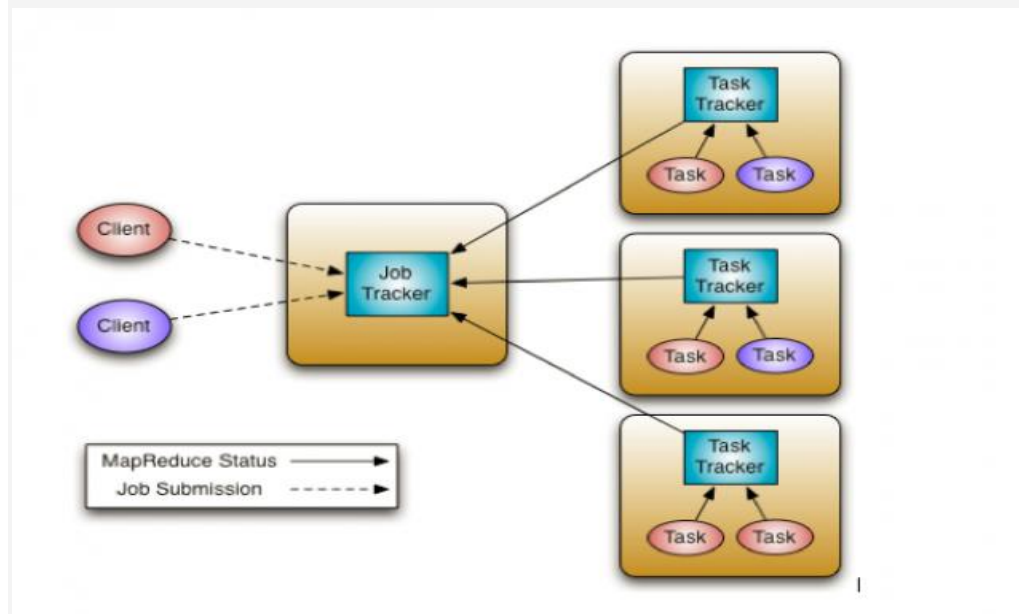 Task
Tracker
Task
Task
Client
Job
Tracker
Task
Tracker
Task
Task
Client
MapReduce Status
Job Submission
Task
Tracker
Task
Task